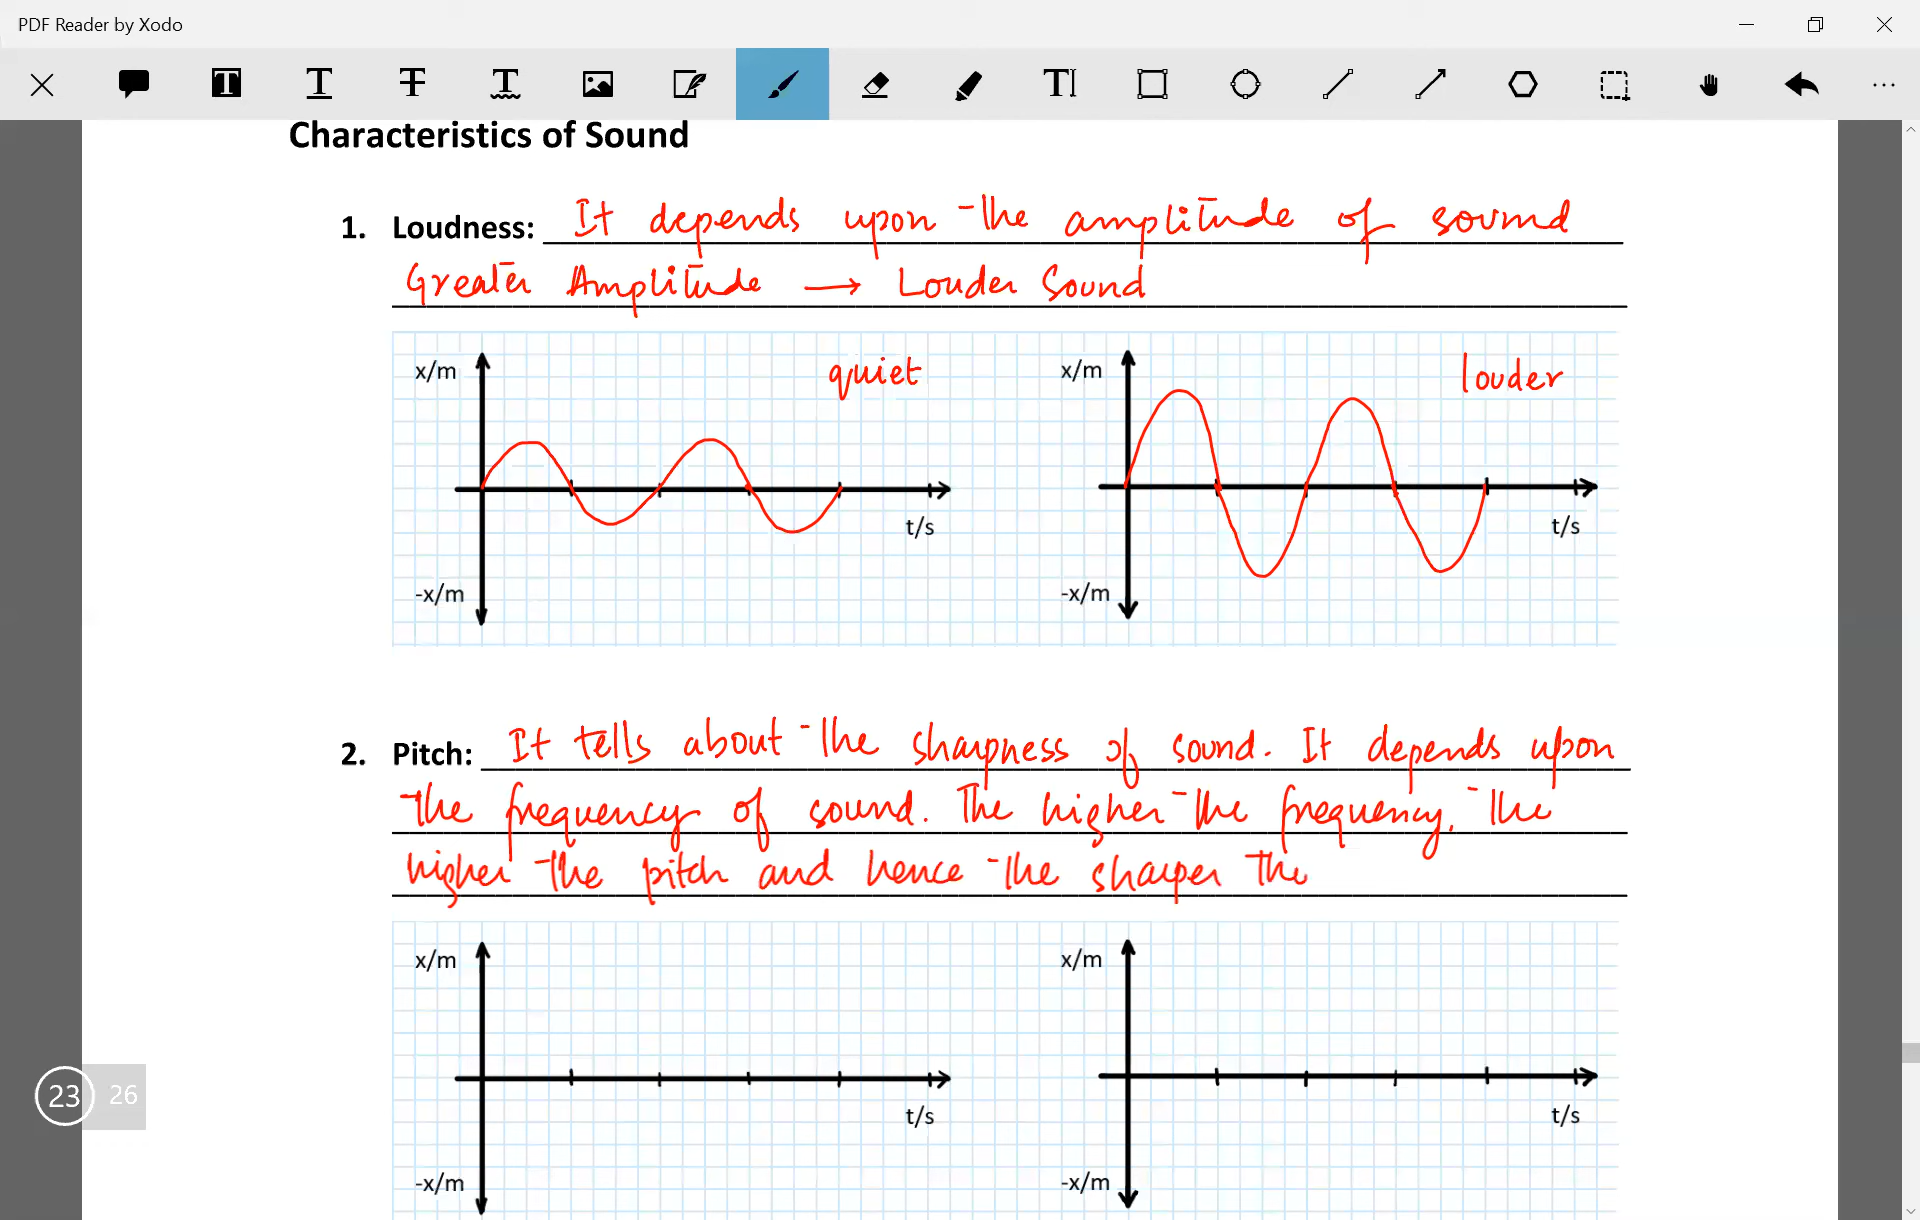 PDF Reader by Xodo
Characteristics of Sound
1. Loudness: It depends upon the amplitude of sound
Greater Amplitude → Louder Sound
x/m
quiet
t/s
-x/m
x/m
louder
t/s
-x/m
2. Pitch: It tells about the sharpness of sound. It depends upon
the frequency of sound. The higher the frequency, the
higher the pitch and hence the sharper the
x/m
t/s
-x/m
x/m
t/s
-x/m
23 26